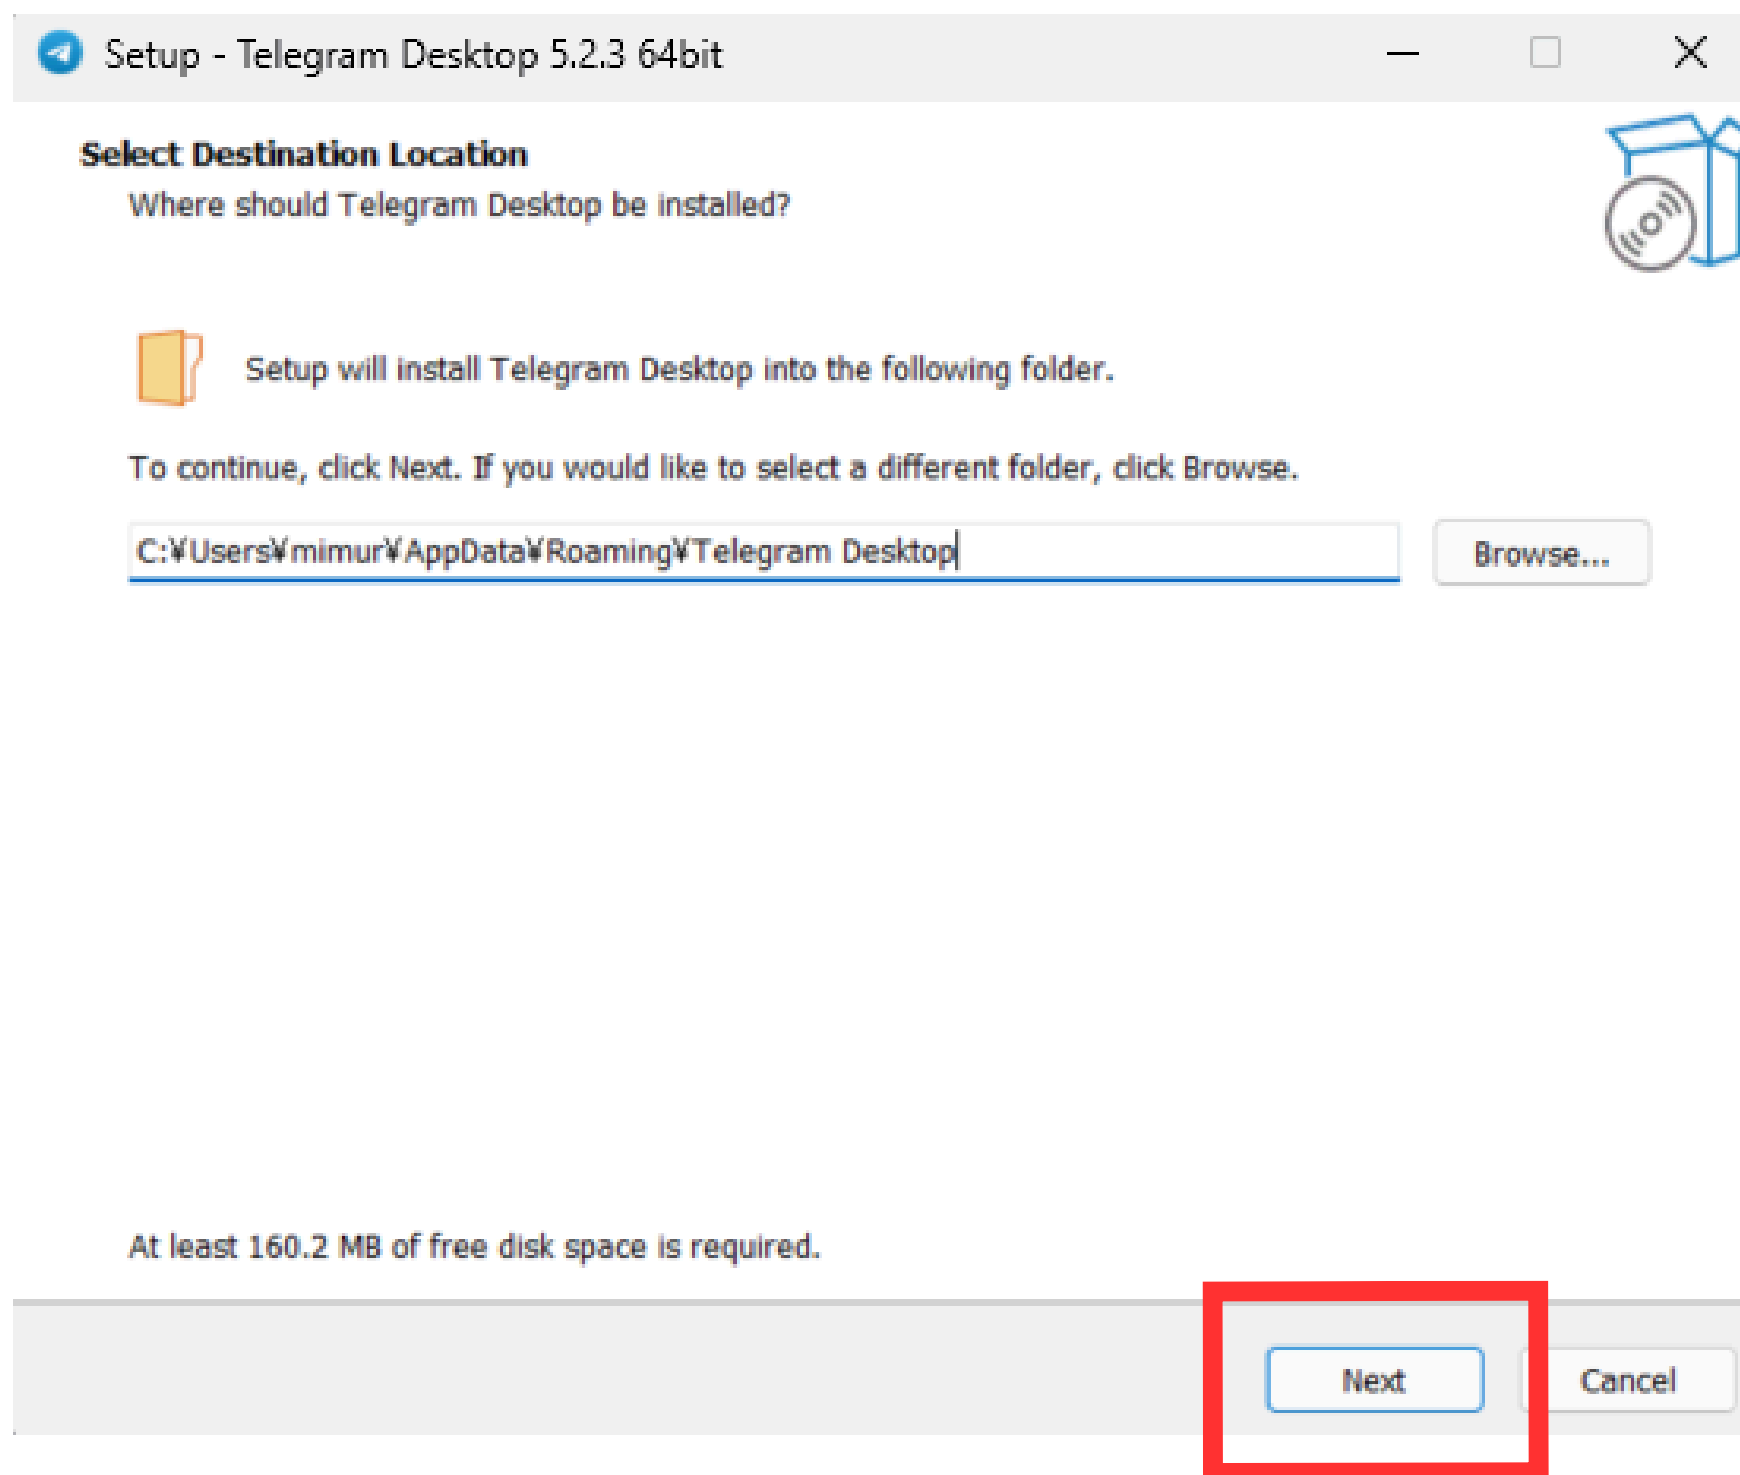 Setup - Telegram Desktop 5.2.3 64bit
Select Destination Location
Where should Telegram Desktop be installed?
Setup will install Telegram Desktop into the following folder.
To continue, click Next. If you would like to select a different folder, click Browse.
C:¥Users¥mimur¥AppData¥Roaming¥Telegram Desktop
Browse...
At least 160.2 MB of free disk space is required.
Next
Cancel